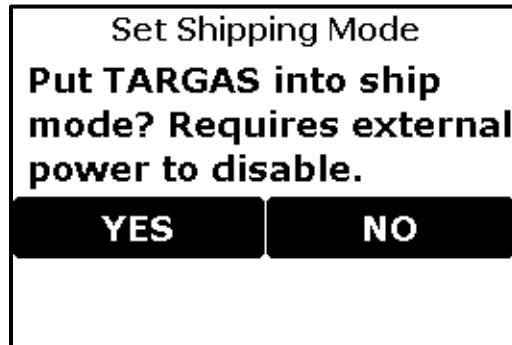 Set Shipping Mode
Put TARGAS into ship
mode? Requires external
power to disable.
YES
NO